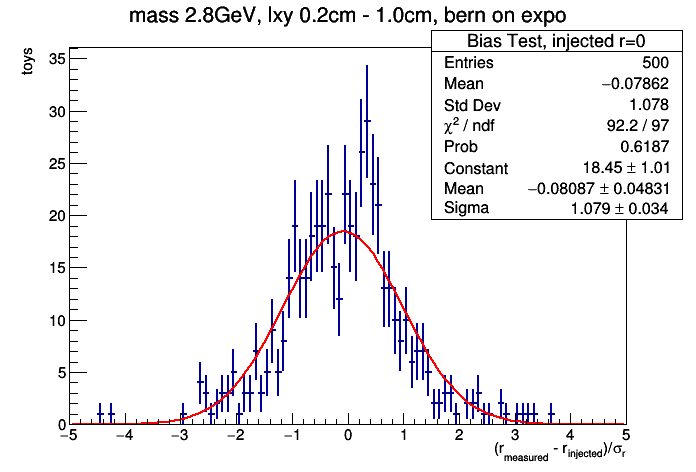 mass 2.8GeV, lxy 0.2cm - 1.0cm, bern on expo
Bias Test, injected r=0
Entries 500
Mean −0.07862
Std Dev 1.078
χ² / ndf 92.2 / 97
Prob 0.6187
Constant 18.45 ± 1.01
Mean −0.08087 ± 0.04831
Sigma 1.079 ± 0.034
toys
35
30
25
20
15
10
5
0
−5 −4 −3 −2 −1 0 1 2 3 4 5
(r_measured - r_injected)/σ_r